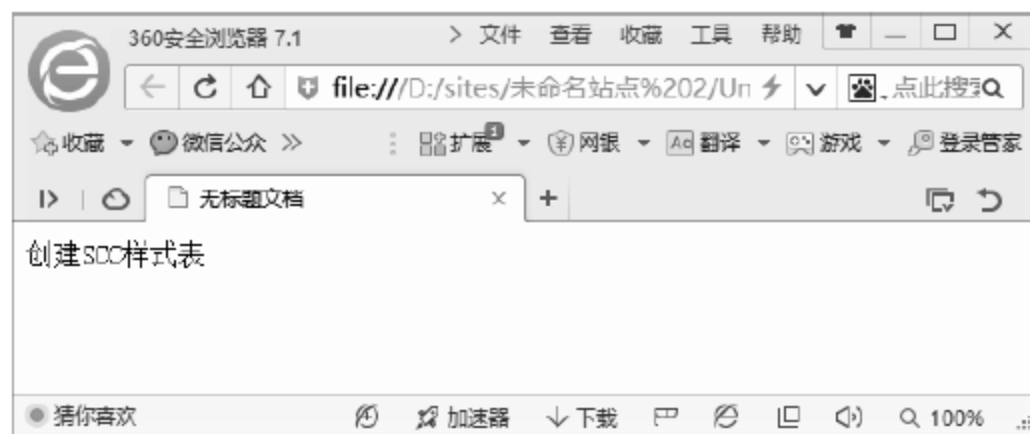 360安全浏览器 7.1 > 文件 查看 收藏 工具 帮助
file:///D:/sites/未命名站点%202/Un 点此搜
收藏 微信公众 >> 扩展 1 网银 Ad 翻译 游戏 登录管家
无标题文档
创建SCC样式表
猜你喜欢 加速器 下载 100%